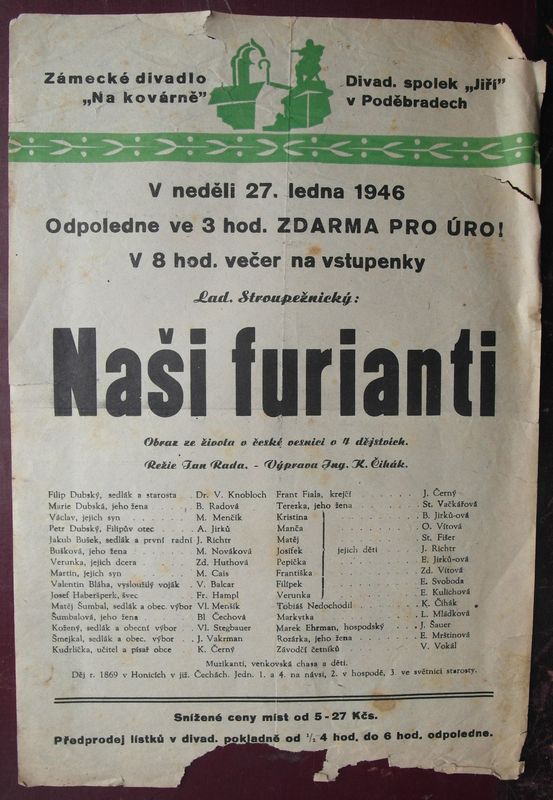 Zámecké divadlo
„Na kovárně”
Divad. spolek „Jiří”
v Poděbradech
V neděli 27. ledna 1946
Odpoledne ve 3 hod. ZDARMA PRO ÚRO!
V 8 hod. večer na vstupenky
Lad. Stroupežnický:
Naši furianti
Obraz ze života v české vesnici o 4 dějstvích.
Režie Jan Rada. - Výprava Jng. K. Čihák.
Filip Dubský, sedlák a starosta . Dr. V. Knobloch
Marie Dubská, jeho žena . . . . B. Radová
Václav, jejich syn . . . . . . M. Menčík
Petr Dubský, Filipův otec . . . A. Jirků
Jakub Bušek, sedlák a první radní J. Richtr
Bušková, jeho žena . . . . . M. Nováková
Verunka, jejich dcera . . . . Zd. Huthová
Martin, jejich syn . . . . . . M. Cais
Valentin Bláha, vysloužilý voják . V. Balcar
Josef Habršperk, švec . . . . Fr. Hampl
Matěj Šumbal, sedlák a obec. výbor Vl. Menšík
Šumbalová, jeho žena . . . . Bl Čechová
Kožený, sedlák a obecní výbor . Vl. Stegbauer
Šmejkal, sedlák a obec. výbor . J. Vakrman
Kudrlička, učitel a písař obce . K. Černý
Frant Fiala, krejčí . . . . . . J. Černý
Terezka, jeho žena . . . . . . St. Vačkářová
Kristina . . . . . . B. Jirků-ová
Manča . . . . . . O. Vítová
Matěj . . . . . . St. Fišer
Josífek jejich děti . . . J. Richtr
Pepička . . . . . . E. Jirků-ová
Františka . . . . . . Zd. Vítová
Filípek . . . . . . E. Svoboda
Verunka . . . . . . E. Kulichová
Tobiáš Nedochodil . . . . . . K. Čihák
Markytka . . . . . . L. Mládková
Marek Ehrman, hospodský . . . . J. Šauer
Rozárka, jeho žena . . . . . . E. Mrštinová
Závodčí četníků . . . . . . V. Vokál
Muzikanti, venkovská chasa a děti.
Děj r. 1869 v Honicích v již. Čechách. Jedn. 1. a 4. na návsi, 2. v hospodě, 3. ve světnici starosty.
Snížené ceny míst od 5-27 Kčs.
Předprodej lístků v divad. pokladně od ½ 4 hod. do 6 hod. odpoledne.